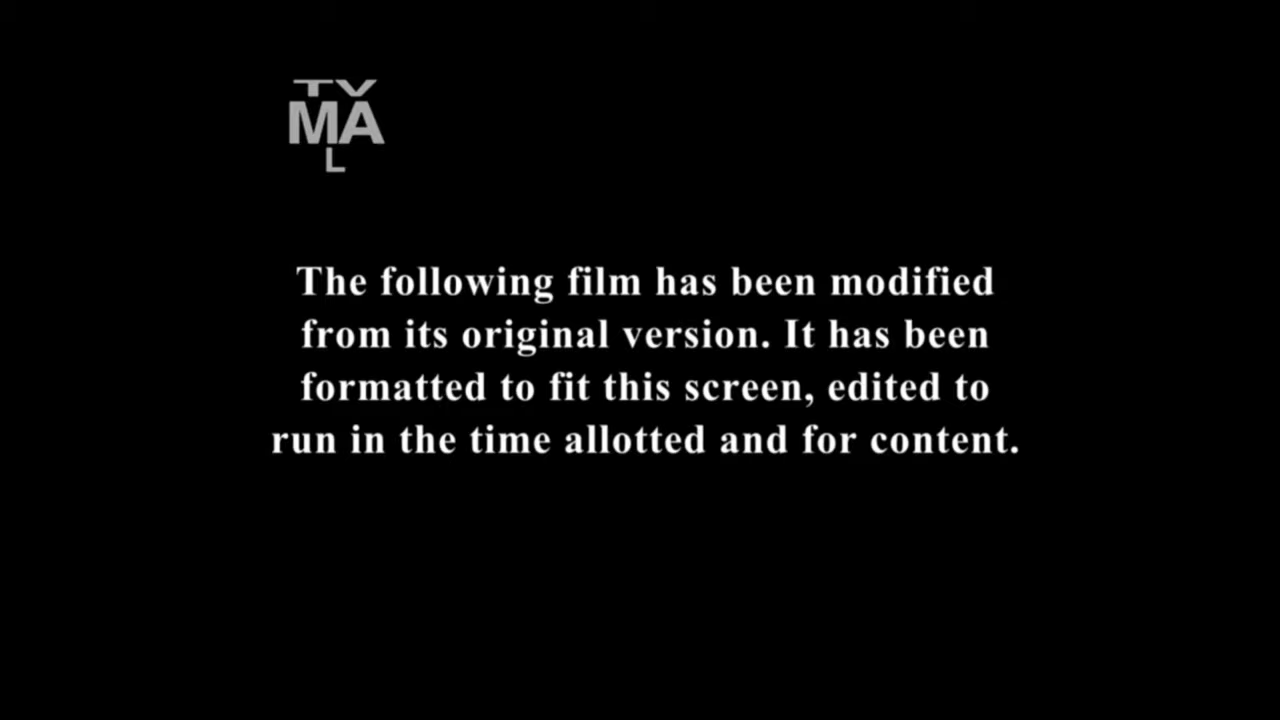 TV
MA
L
The following film has been modified
from its original version. It has been
formatted to fit this screen, edited to
run in the time allotted and for content.